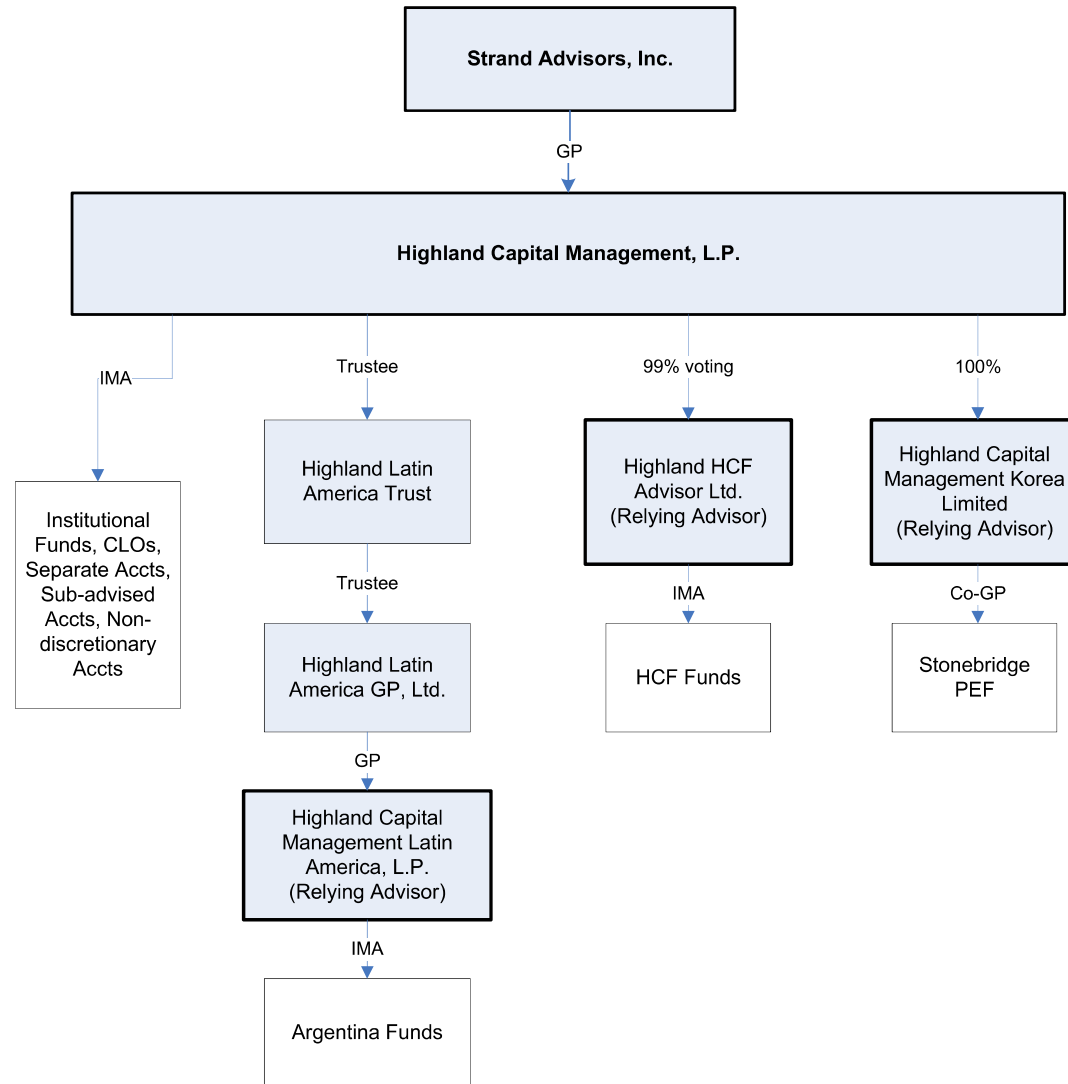 Strand Advisors, Inc.
GP
Highland Capital Management, L.P.
IMA
Trustee
99% voting
100%
Institutional
Funds, CLOs,
Separate Accts,
Sub-advised
Accts, Non-
discretionary
Accts
Highland Latin
America Trust
Highland HCF
Advisor Ltd.
(Relying Advisor)
Highland Capital
Management Korea
Limited
(Relying Advisor)
Trustee
IMA
Co-GP
Highland Latin
America GP, Ltd.
HCF Funds
Stonebridge
PEF
GP
Highland Capital
Management Latin
America, L.P.
(Relying Advisor)
IMA
Argentina Funds